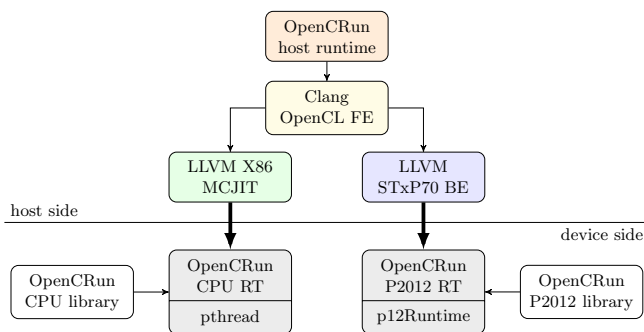 OpenCRun
host runtime
Clang
OpenCL FE
LLVM X86
MCJIT
LLVM
STxP70 BE
host side
device side
OpenCRun
CPU library
OpenCRun
CPU RT
pthread
OpenCRun
P2012 RT
p12Runtime
OpenCRun
P2012 library